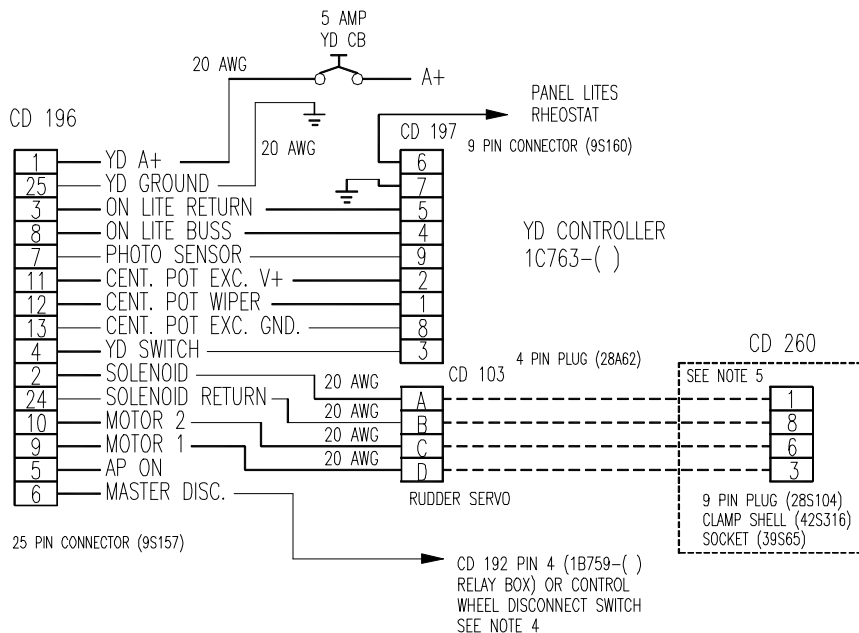 5 AMP
YD CB
20 AWG
A+
PANEL LITES
RHEOSTAT
CD 196
20 AWG
CD 197
9 PIN CONNECTOR (9S160)
1 YD A+ 6
25 YD GROUND 7
3 ON LITE RETURN 5
8 ON LITE BUSS 4
7 PHOTO SENSOR 9
11 CENT. POT EXC. V+ 2
12 CENT. POT WIPER 1
13 CENT. POT EXC. GND. 8
4 YD SWITCH 3
YD CONTROLLER
1C763-( )
2 SOLENOID
24 SOLENOID RETURN
10 MOTOR 2
9 MOTOR 1
5 AP ON
6 MASTER DISC.
25 PIN CONNECTOR (9S157)
4 PIN PLUG (28A62)
CD 103
20 AWG A
20 AWG B
20 AWG C
20 AWG D
RUDDER SERVO
CD 260
SEE NOTE 5
1
8
6
3
9 PIN PLUG (28S104)
CLAMP SHELL (42S316)
SOCKET (39S65)
CD 192 PIN 4 (1B759-( )
RELAY BOX) OR CONTROL
WHEEL DISCONNECT SWITCH
SEE NOTE 4